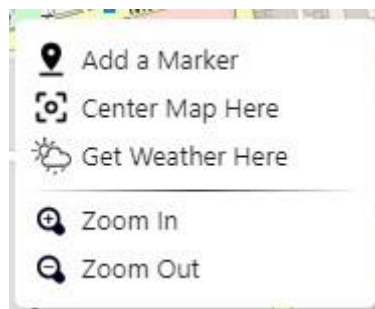 Add a Marker
Center Map Here
Get Weather Here
Zoom In
Zoom Out